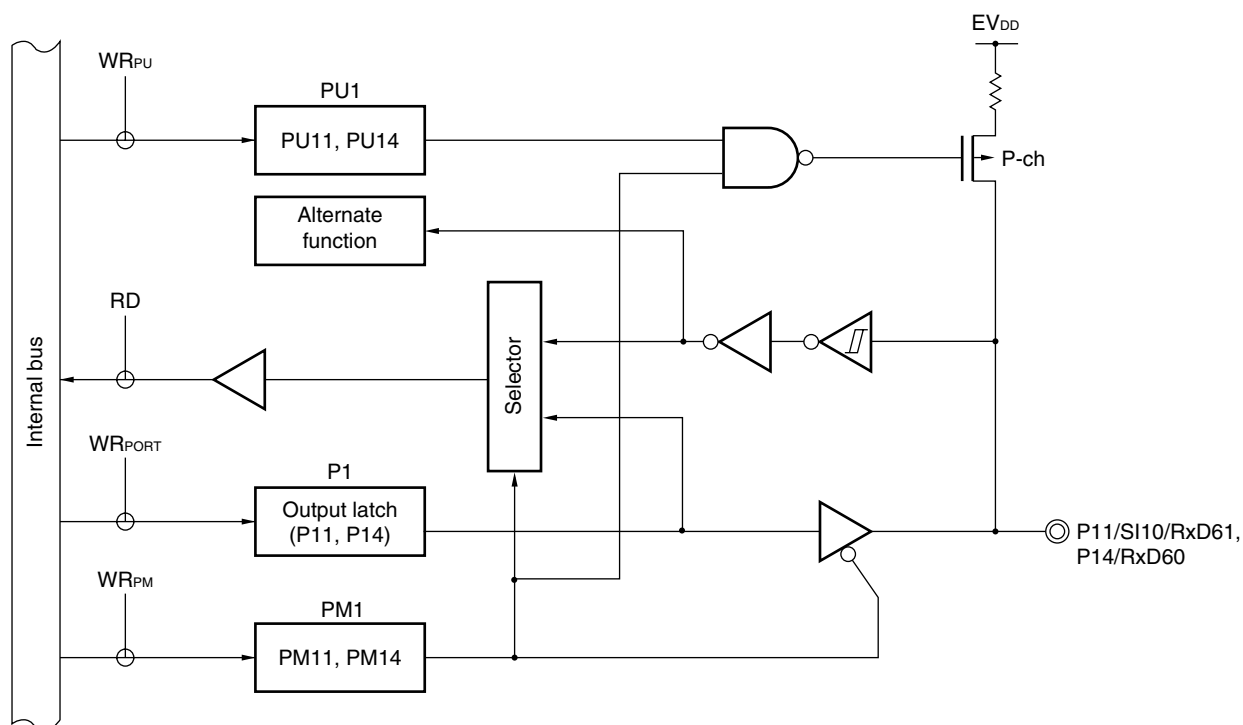 EVDD
WRPU
PU1
PU11, PU14
P-ch
Alternate
function
RD
Selector
Internal bus
WRPORT
P1
Output latch
(P11, P14)
P11/SI10/RxD61,
P14/RxD60
WRPM
PM1
PM11, PM14